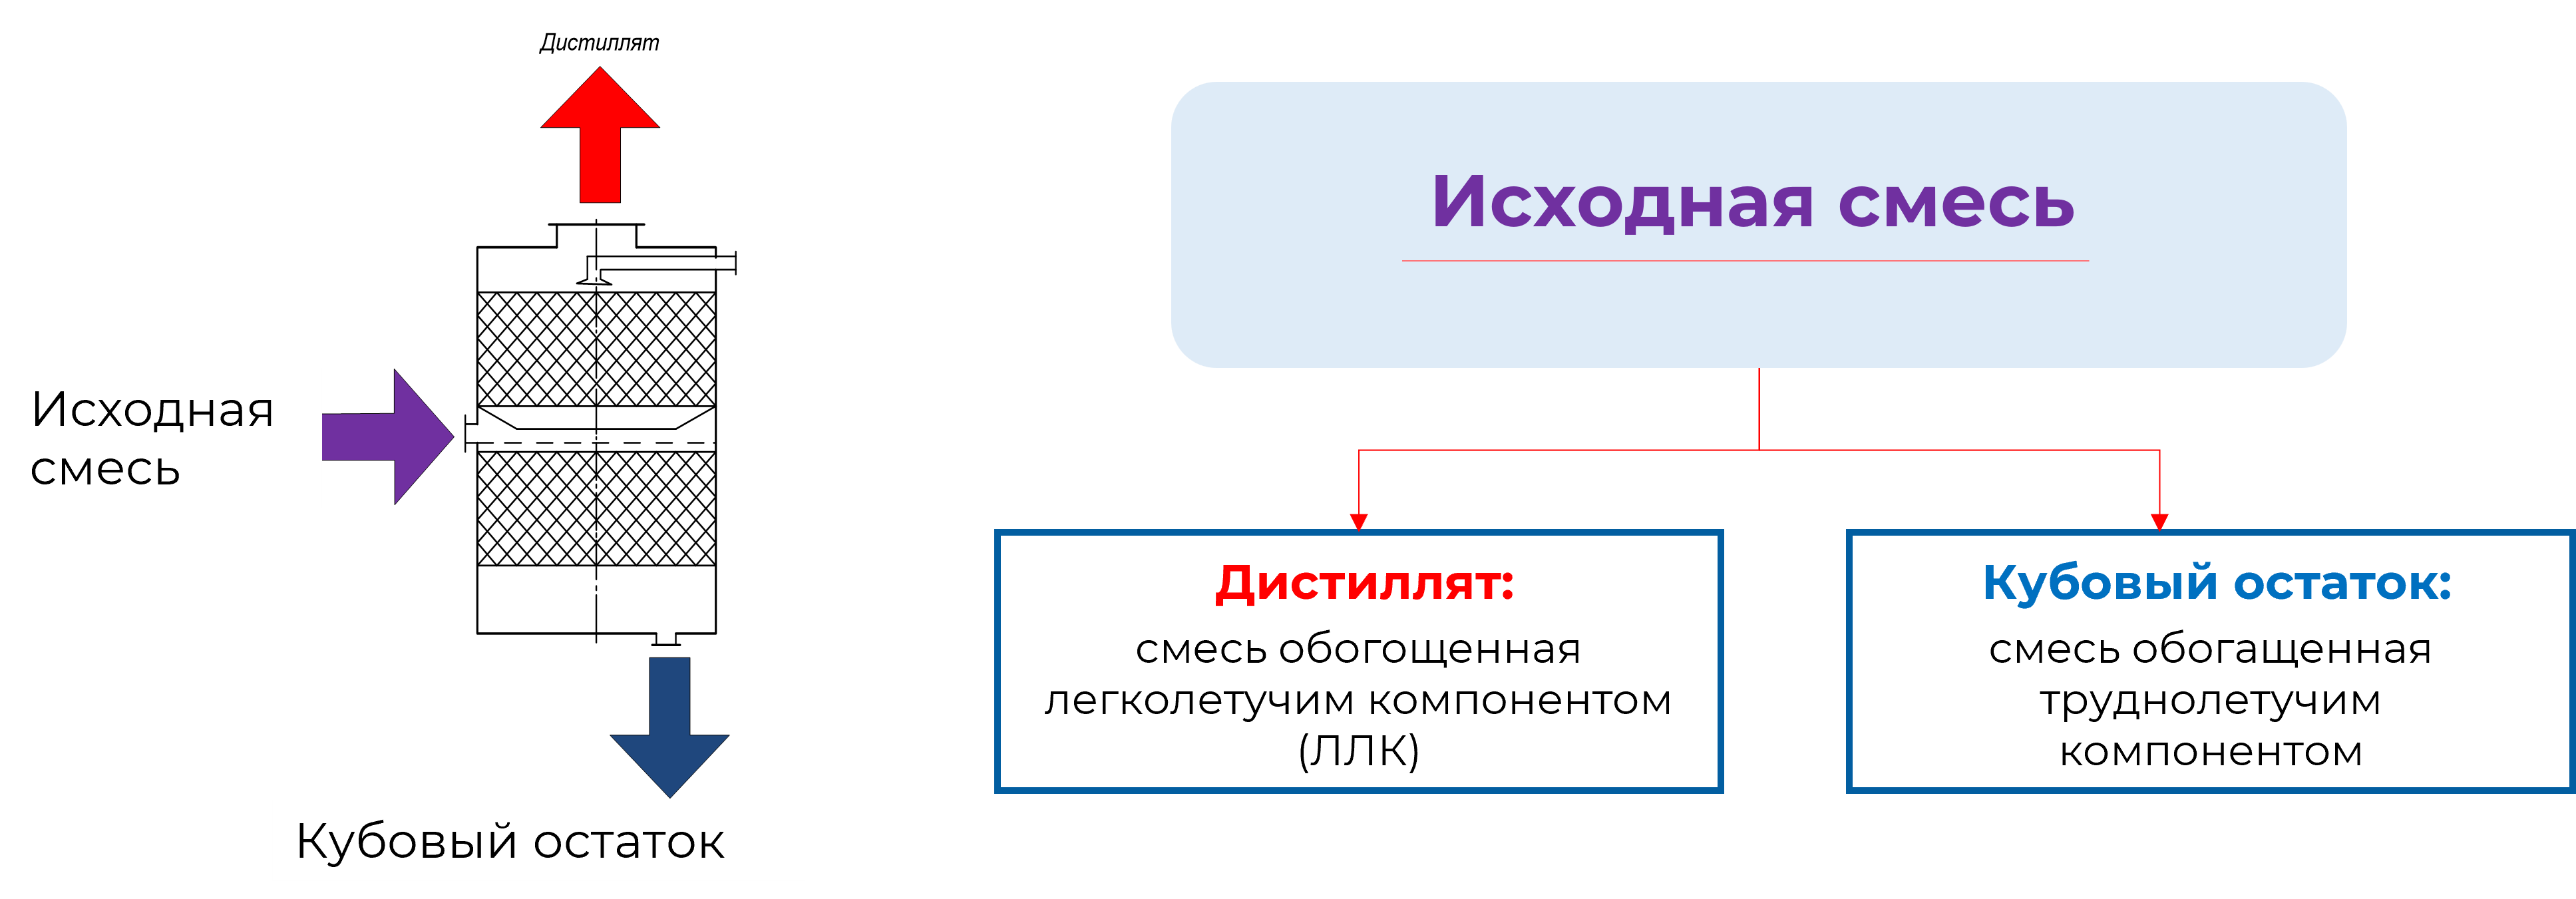 Дистиллят
Исходная
смесь
Кубовый остаток
Исходная смесь
Дистиллят:
смесь обогощенная
легколетучим компонентом
(ЛЛК)
Кубовый остаток:
смесь обогащенная
труднолетучим
компонентом